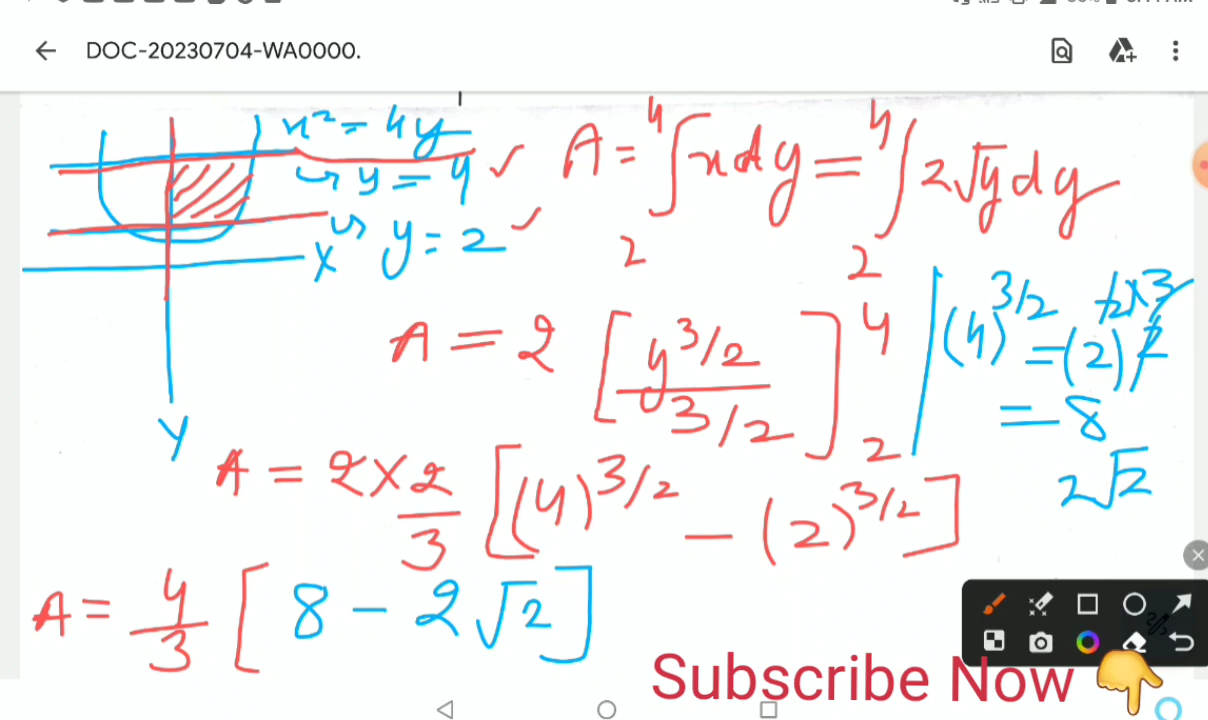 DOC-20230704-WA0000.
x² = 4y
↪ y = 4 ✓
↪ y = 2 ✓
X
Y
A = ₂⁴∫ x dy = ₂⁴∫ 2√y dy
A = 2 [ y^3/2 / 3/2 ]₂⁴
(4)^3/2 = (2)^2×3/2
= 8
2√2
A = 2×2/3 [(4)^3/2 - (2)^3/2]
A = 4/3 [ 8 - 2√2 ]
Subscribe Now